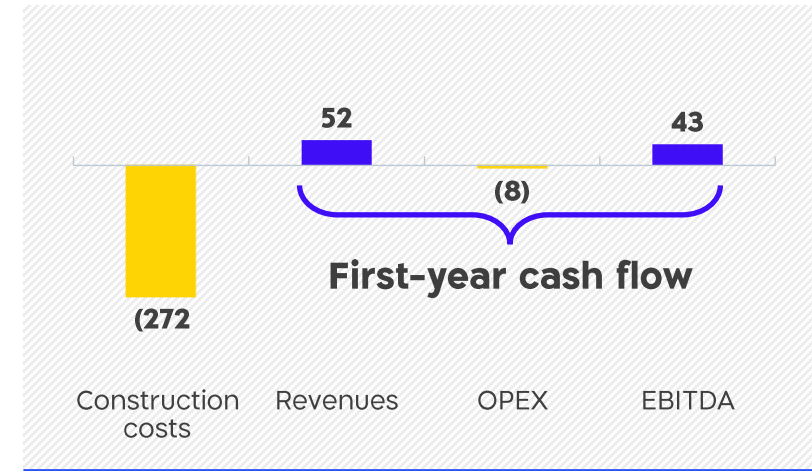 52
43
(8)
First-year cash flow
(272
Construction
costs
Revenues
OPEX
EBITDA